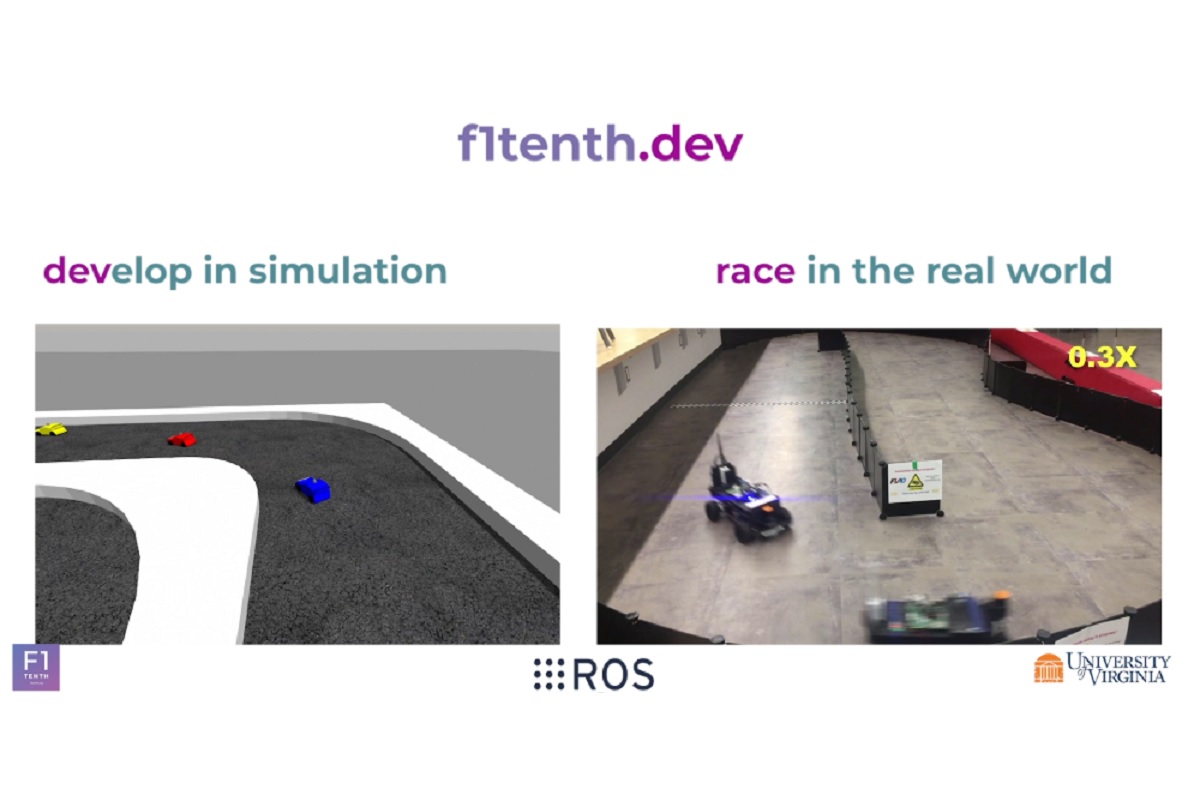 f1tenth.dev
develop in simulation
race in the real world
0.3X
F1
TENTH
ROS
UNIVERSITY
of VIRGINIA